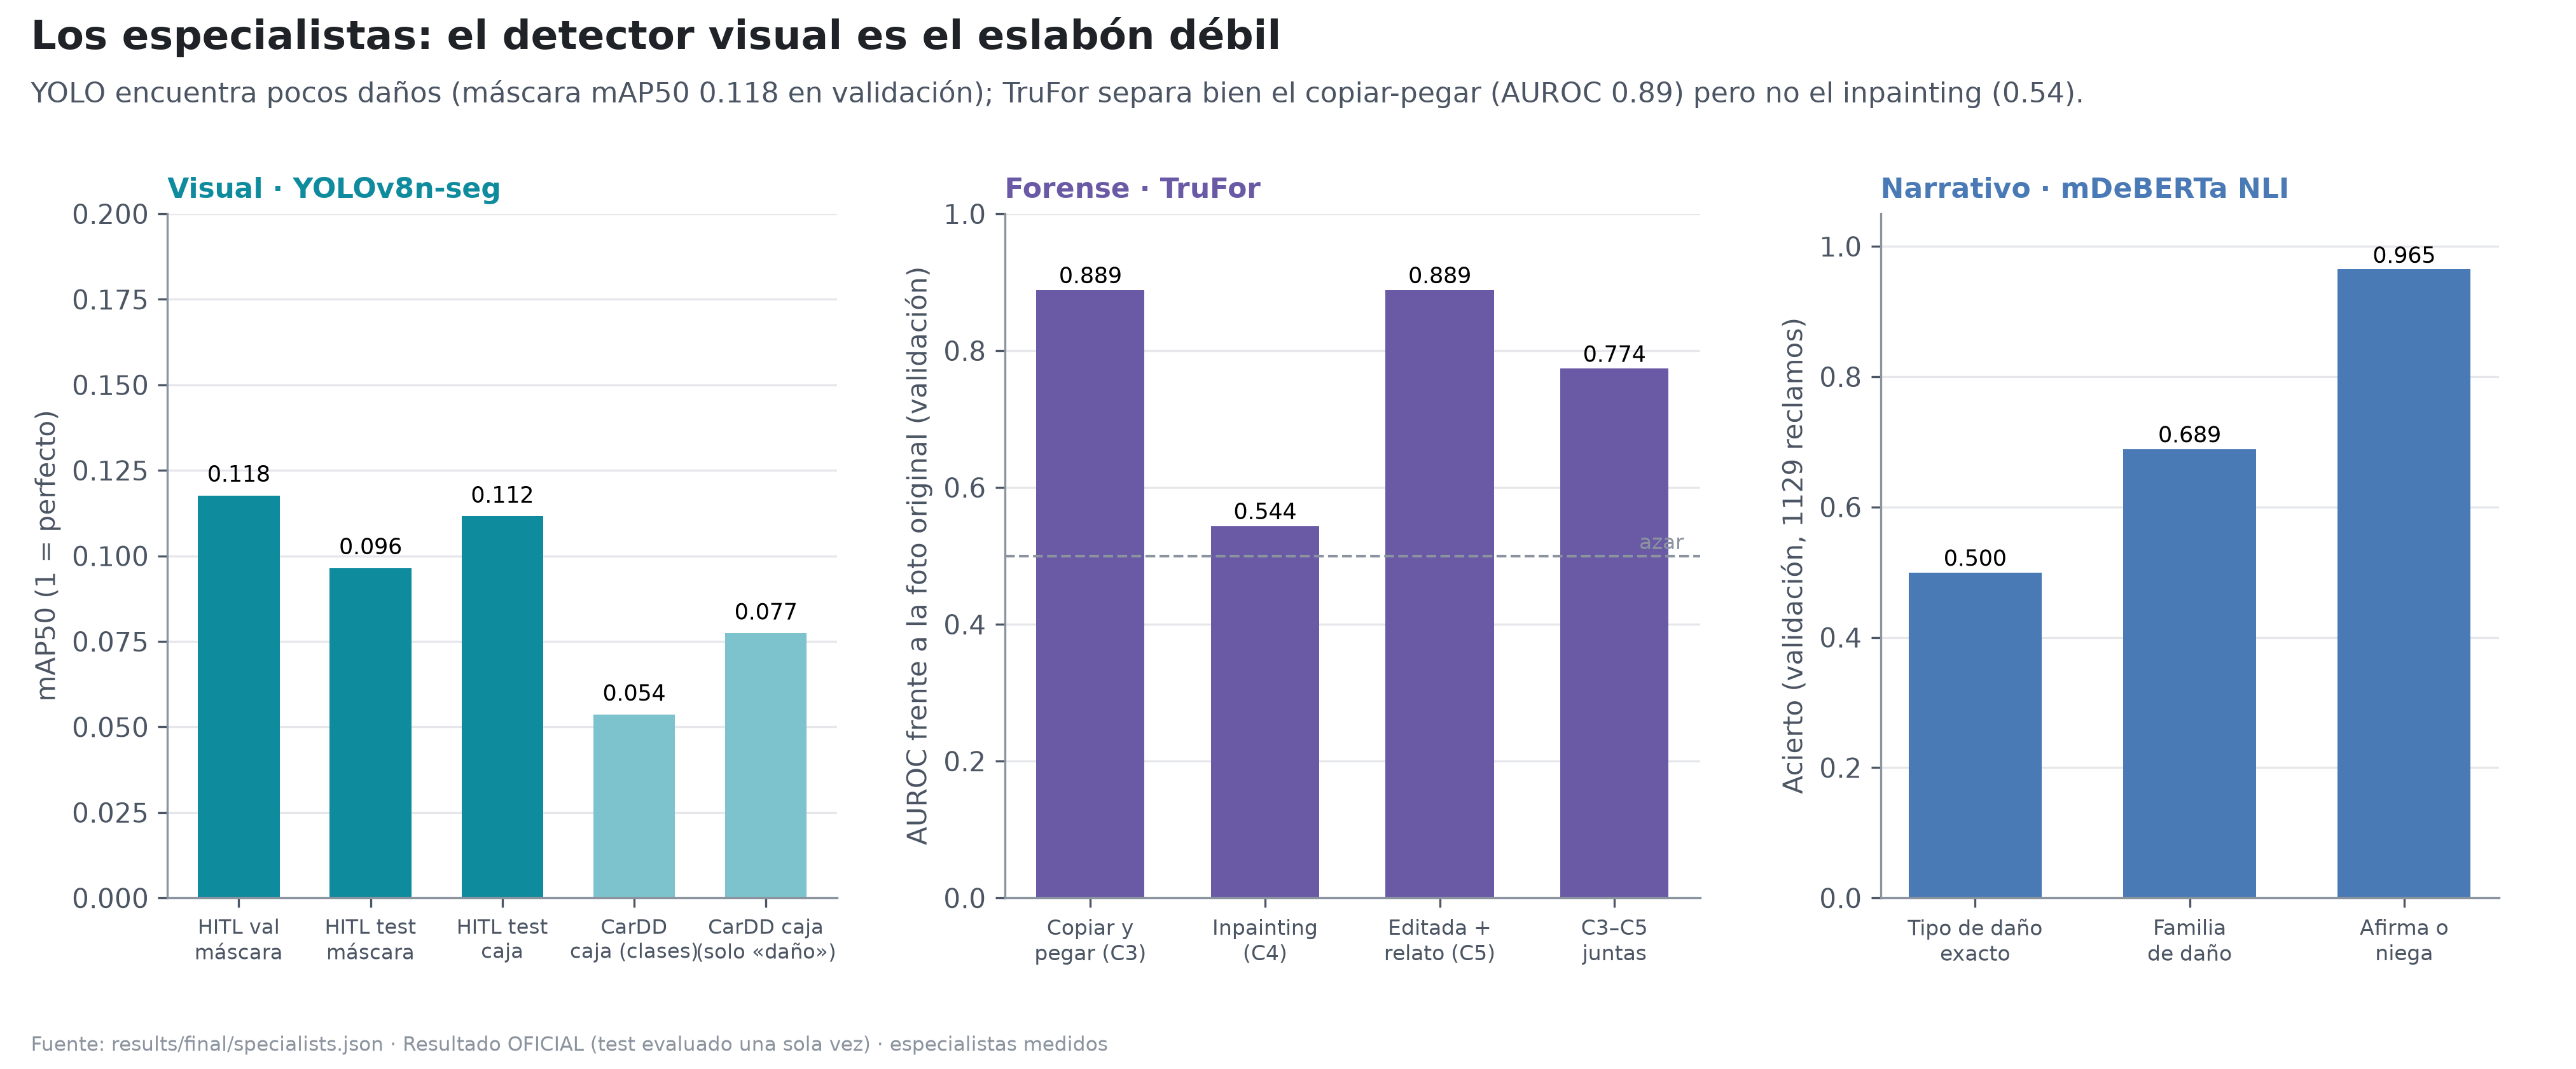 Los especialistas: el detector visual es el eslabón débil
YOLO encuentra pocos daños (máscara mAP50 0.118 en validación); TruFor separa bien el copiar-pegar (AUROC 0.89) pero no el inpainting (0.54).
Visual · YOLOv8n-seg
mAP50 (1 = perfecto)
0.200
0.175
0.150
0.125
0.100
0.075
0.050
0.025
0.000
0.118
0.096
0.112
0.054
0.077
HITL val
máscara
HITL test
máscara
HITL test
caja
CarDD
caja (clases)
CarDD caja
(solo «daño»)
Forense · TruFor
AUROC frente a la foto original (validación)
1.0
0.8
0.6
0.4
0.2
0.0
0.889
0.544
0.889
0.774
azar
Copiar y
pegar (C3)
Inpainting
(C4)
Editada +
relato (C5)
C3–C5
juntas
Narrativo · mDeBERTa NLI
Acierto (validación, 1129 reclamos)
1.0
0.8
0.6
0.4
0.2
0.0
0.500
0.689
0.965
Tipo de daño
exacto
Familia
de daño
Afirma o
niega
Fuente: results/final/specialists.json · Resultado OFICIAL (test evaluado una sola vez) · especialistas medidos